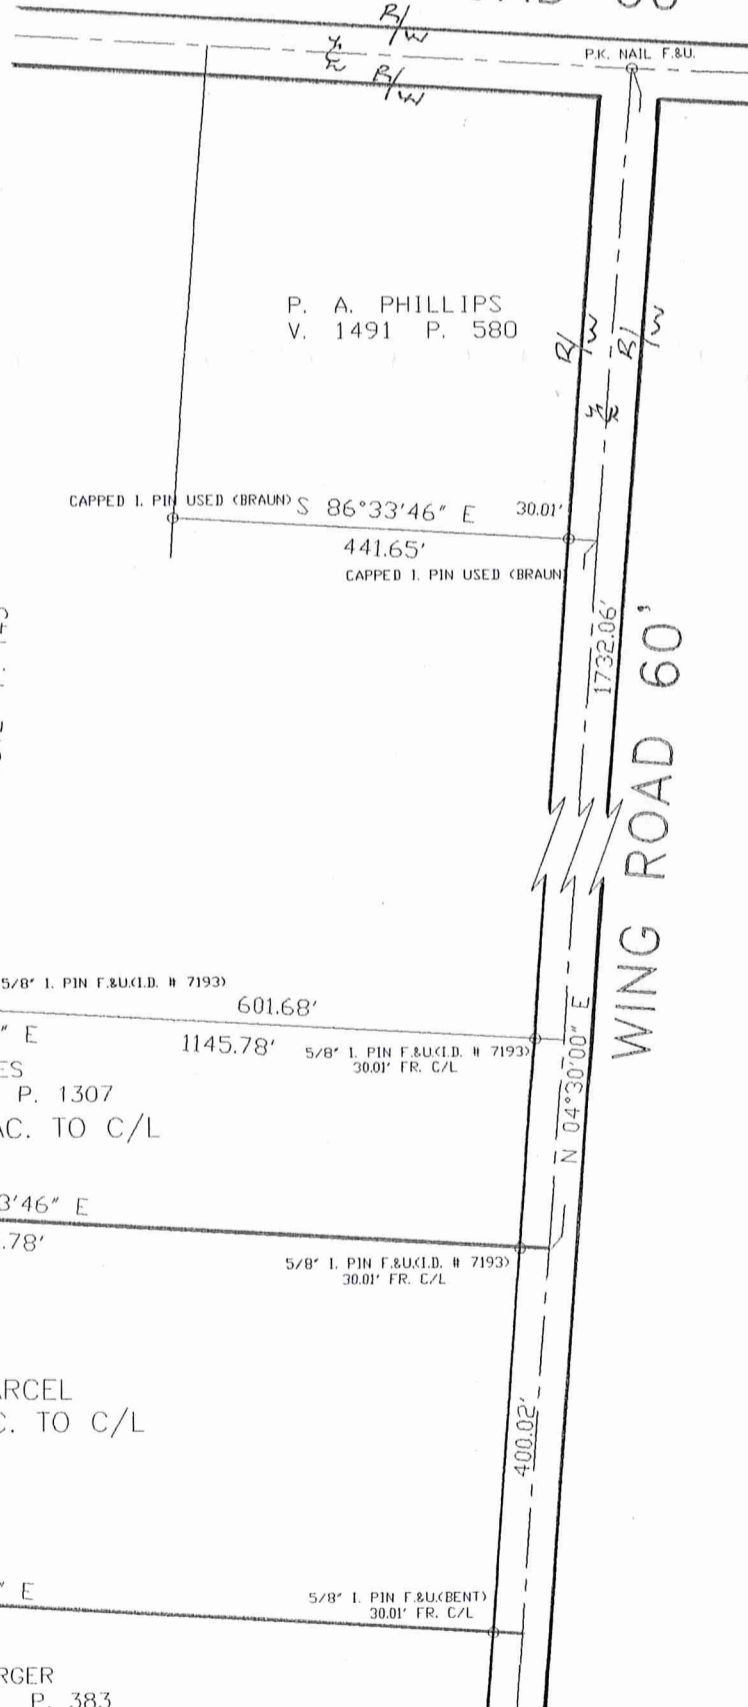 R/W
P.K. NAIL F.&U.
R/W
P. A. PHILLIPS
V. 1491 P. 580
R/W
R/W
CAPPED I. PIN USED (BRAUN)
S 86°33'46" E
30.01'
441.65'
CAPPED I. PIN USED (BRAUN
1732.06'
WING ROAD 60'
5/8" I. PIN F.&U.(I.D. # 7193)
601.68'
" E
1145.78'
5/8" I. PIN F.&U.(I.D. # 7193)
30.01' FR. C/L
P. 1307
AC. TO C/L
N 04°30'00" E
3'46" E
.78'
5/8" I. PIN F.&U.(I.D. # 7193)
30.01' FR. C/L
ARCEL
C. TO C/L
400.02'
" E
5/8" I. PIN F.&U.(BENT)
30.01' FR. C/L
RGER
P. 383